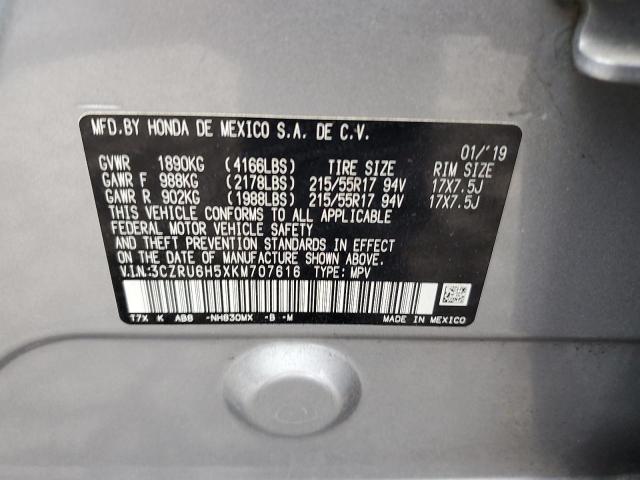 MFD.BY HONDA DE MEXICO S.A. DE C.V.
01/'19
GVWR 1890KG (4166LBS) TIRE SIZE RIM SIZE
GAWR F 988KG (2178LBS) 215/55R17 94V 17X7.5J
GAWR R 902KG (1988LBS) 215/55R17 94V 17X7.5J
THIS VEHICLE CONFORMS TO ALL APPLICABLE
FEDERAL MOTOR VEHICLE SAFETY
AND THEFT PREVENTION STANDARDS IN EFFECT
ON THE DATE OF MANUFACTURE SHOWN ABOVE.
V.I.N.:3CZRU6H5XKM707616 TYPE: MPV
T7X K AB8 -NH830MX -B -M MADE IN MEXICO